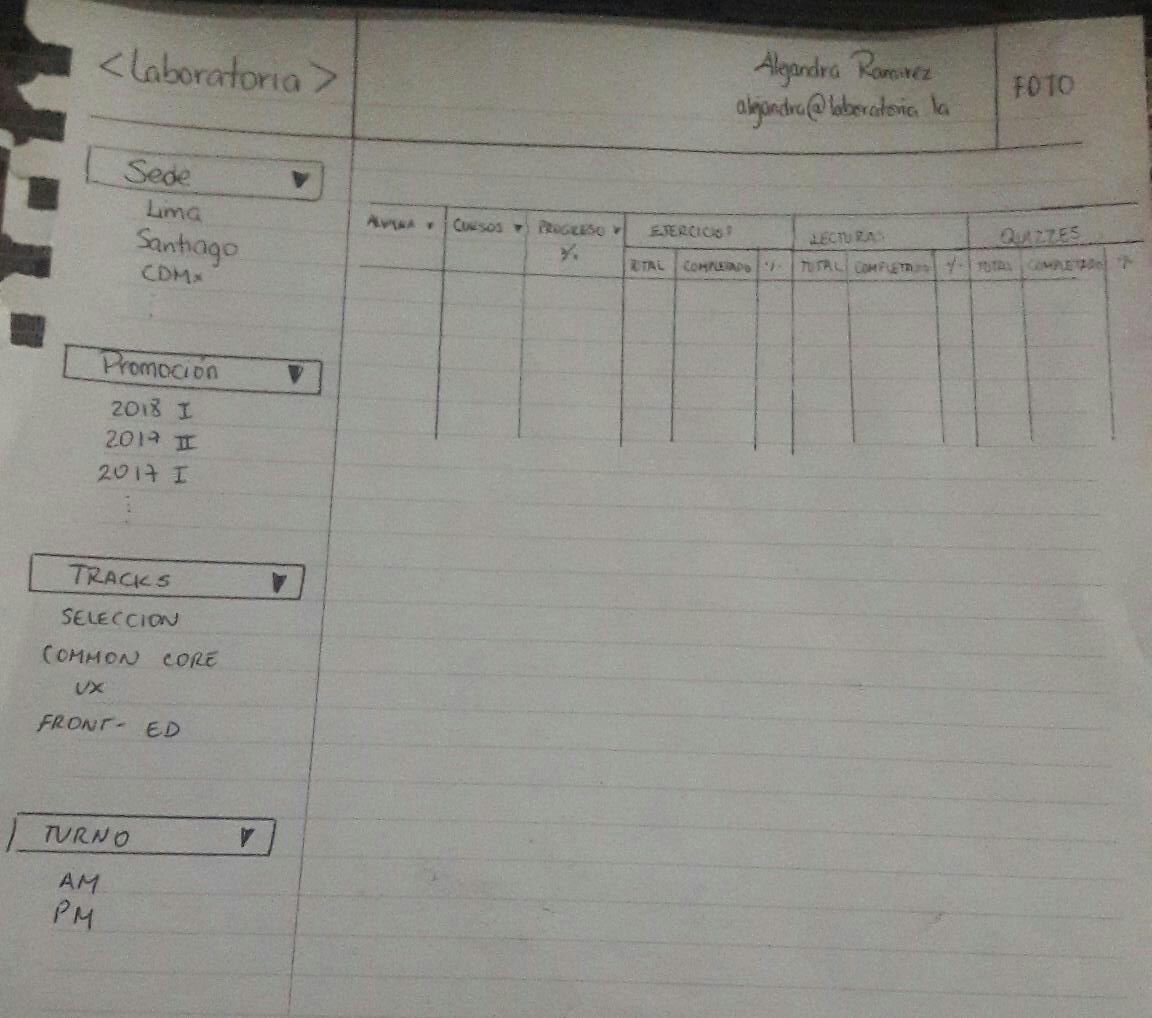 <Laboratoria>
Alejandra Ramirez
alejandra@laboratoria.la
FOTO
Sede ▼
Lima
Santiago
CDMx
Promoción ▼
2018 I
2017 II
2017 I
TRACKS ▼
SELECCION
COMMON CORE
UX
FRONT- ED
TURNO ▼
AM
PM
ALUMNA ▼ CURSOS ▼ PROGRESO ▼ EJERCICIOS LECTURAS QUIZZES
%
TOTAL COMPLETADO % TOTAL COMPLETADO % TOTAL COMPLETADO %